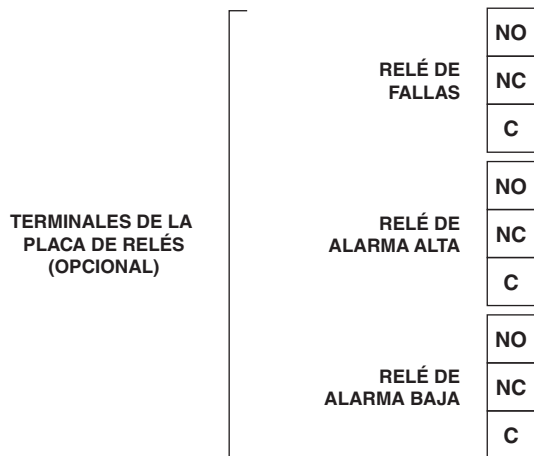 TERMINALES DE LA
PLACA DE RELÉS
(OPCIONAL)
RELÉ DE
FALLAS
NO
NC
C
RELÉ DE
ALARMA ALTA
NO
NC
C
RELÉ DE
ALARMA BAJA
NO
NC
C